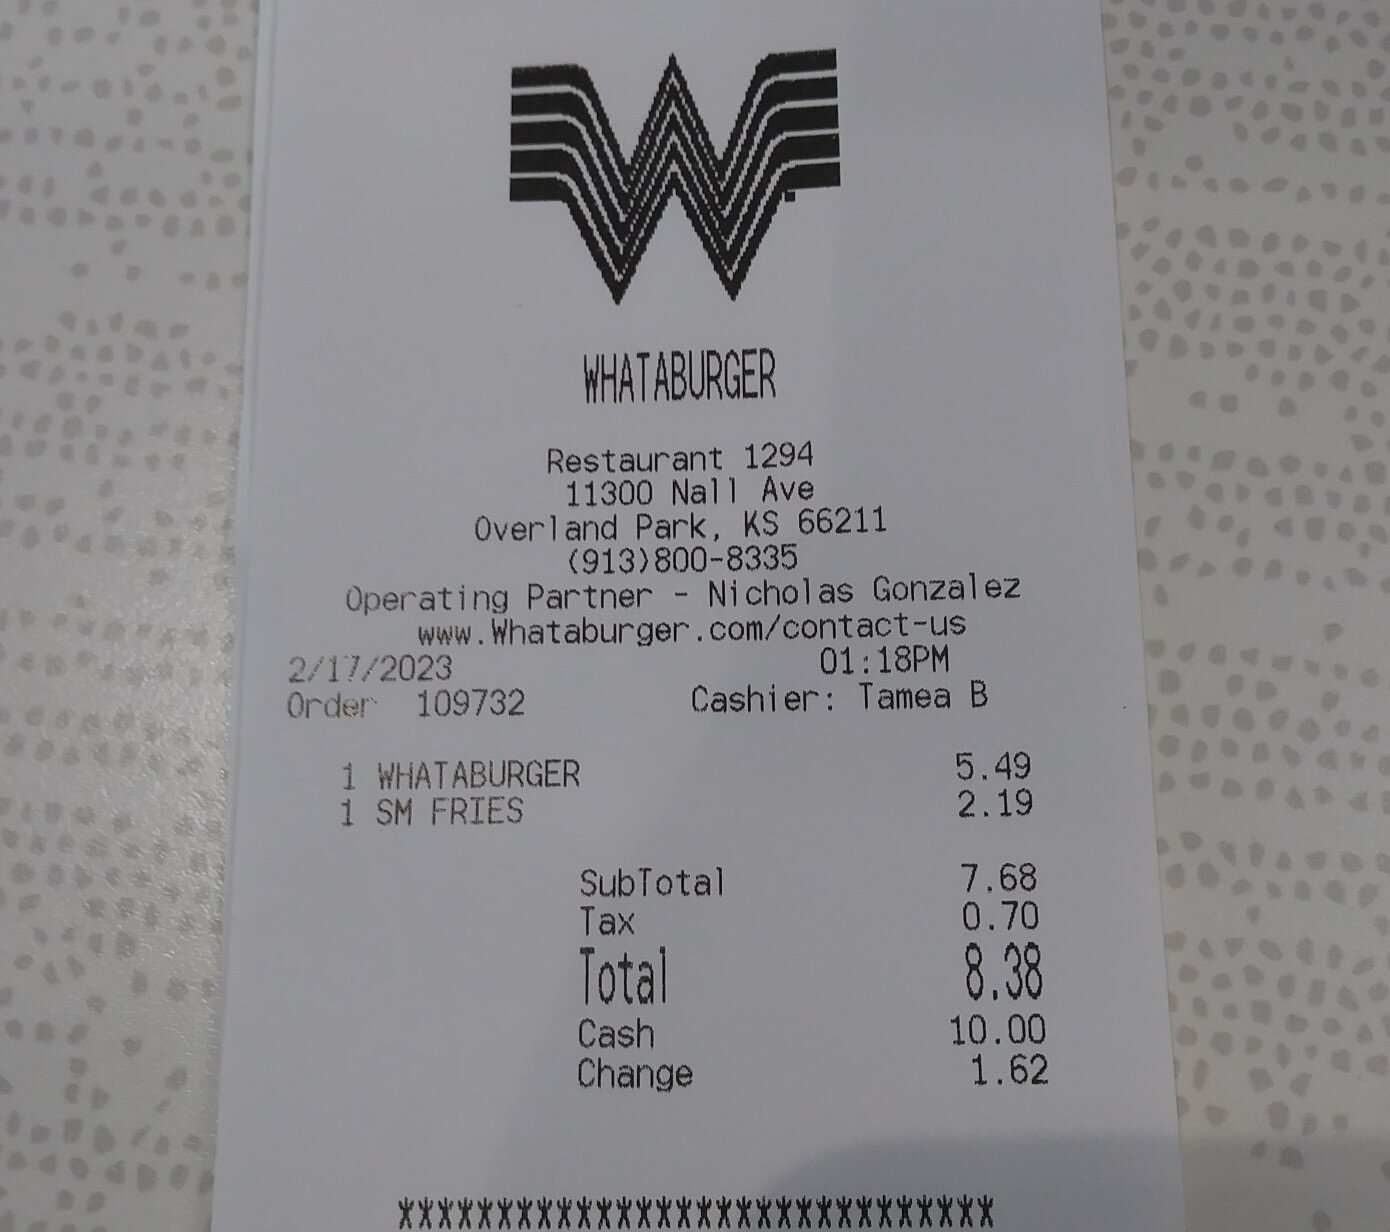 WHATABURGER
Restaurant 1294
11300 Nall Ave
Overland Park, KS 66211
(913)800-8335
Operating Partner - Nicholas Gonzalez
www.Whataburger.com/contact-us
2/17/2023 01:18PM
Order 109732 Cashier: Tamea B
1 WHATABURGER 5.49
1 SM FRIES 2.19
SubTotal 7.68
Tax 0.70
Total 8.38
Cash 10.00
Change 1.62
******************************